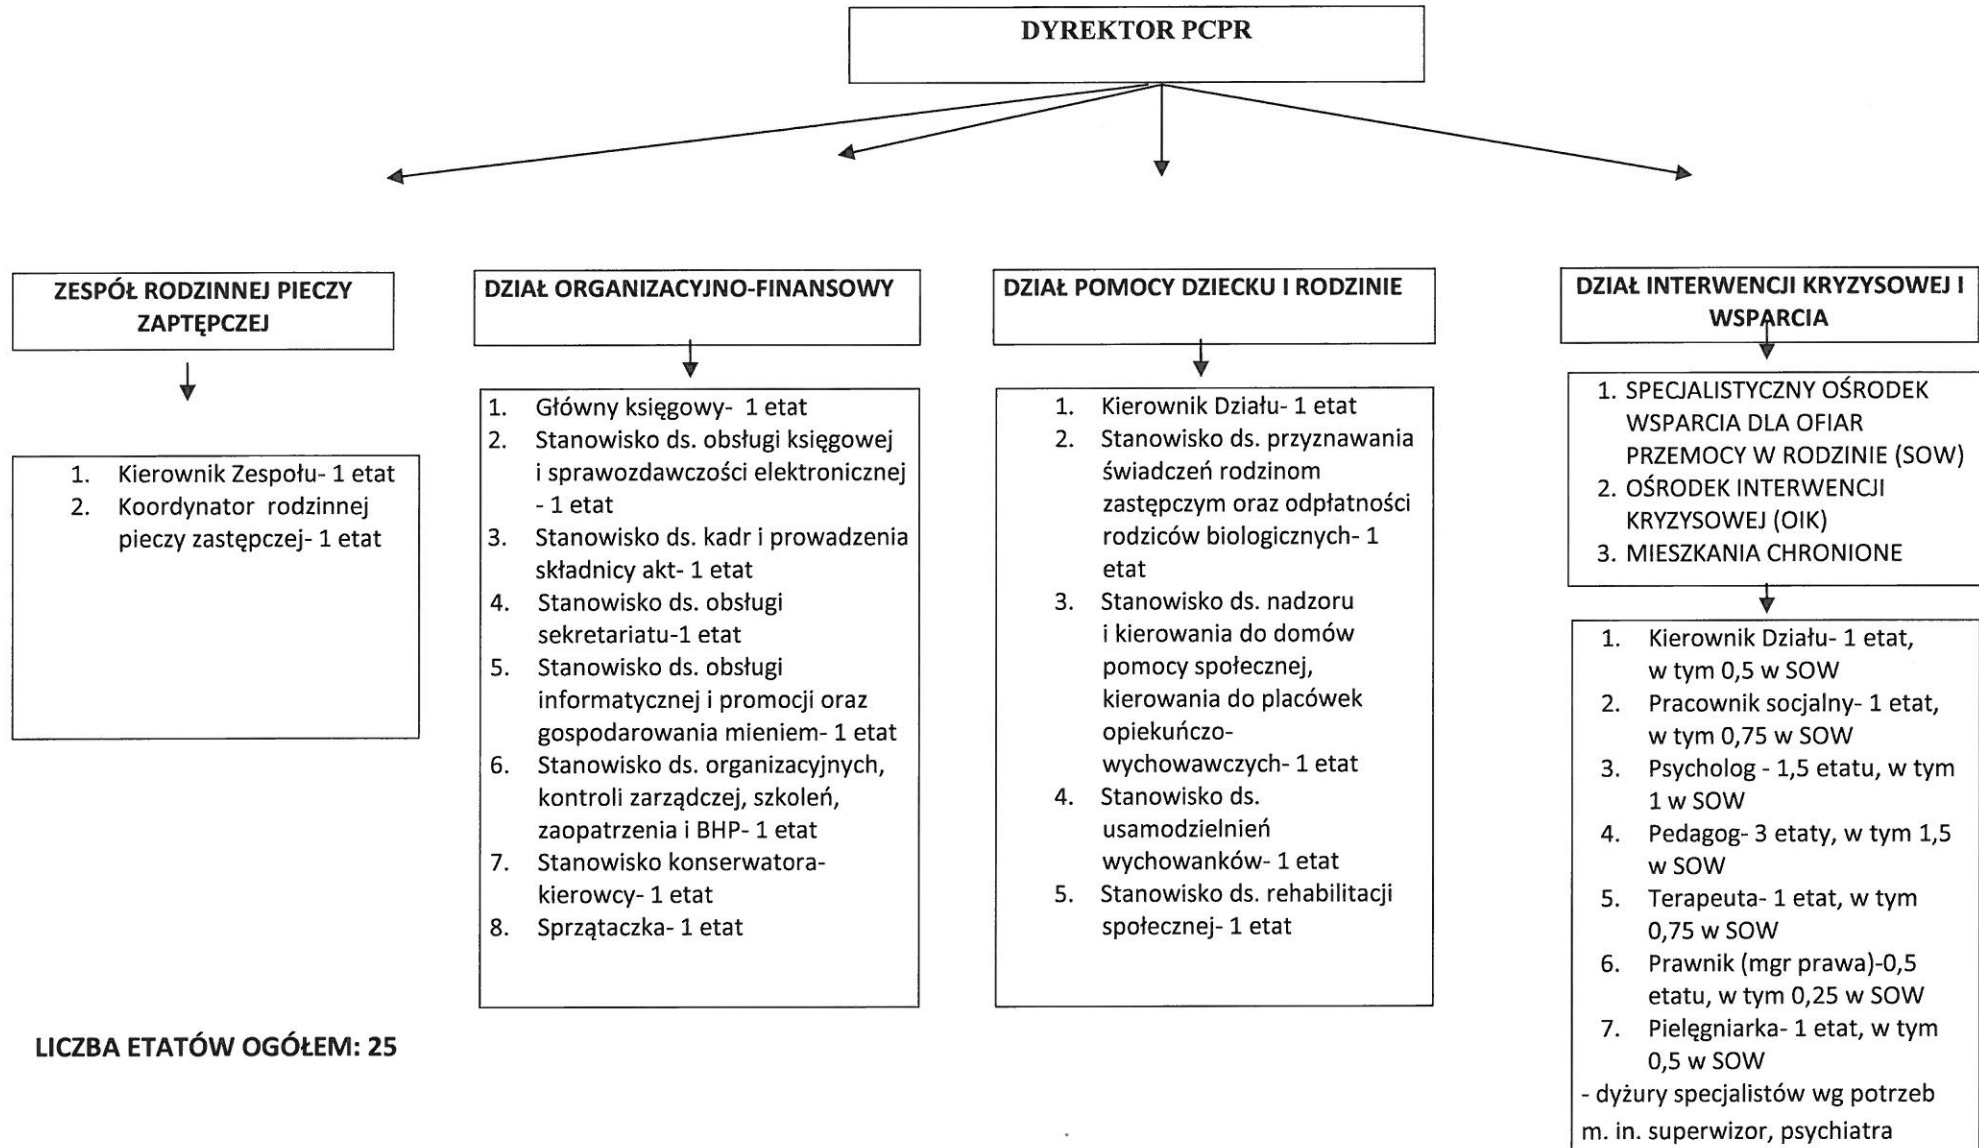 DYREKTOR PCPR
ZESPÓŁ RODZINNEJ PIECZY
ZAPTĘPCZEJ
1. Kierownik Zespołu- 1 etat
2. Koordynator rodzinnej
pieczy zastępczej- 1 etat
DZIAŁ ORGANIZACYJNO-FINANSOWY
1. Główny księgowy- 1 etat
2. Stanowisko ds. obsługi księgowej
i sprawozdawczości elektronicznej
- 1 etat
3. Stanowisko ds. kadr i prowadzenia
składnicy akt- 1 etat
4. Stanowisko ds. obsługi
sekretariatu-1 etat
5. Stanowisko ds. obsługi
informatycznej i promocji oraz
gospodarowania mieniem- 1 etat
6. Stanowisko ds. organizacyjnych,
kontroli zarządczej, szkoleń,
zaopatrzenia i BHP- 1 etat
7. Stanowisko konserwatora-
kierowcy- 1 etat
8. Sprzątaczka- 1 etat
DZIAŁ POMOCY DZIECKU I RODZINIE
1. Kierownik Działu- 1 etat
2. Stanowisko ds. przyznawania
świadczeń rodzinom
zastępczym oraz odpłatności
rodziców biologicznych- 1
etat
3. Stanowisko ds. nadzoru
i kierowania do domów
pomocy społecznej,
kierowania do placówek
opiekuńczo-
wychowawczych- 1 etat
4. Stanowisko ds.
usamodzielnień
wychowanków- 1 etat
5. Stanowisko ds. rehabilitacji
społecznej- 1 etat
DZIAŁ INTERWENCJI KRYZYSOWEJ I
WSPARCIA
1. SPECJALISTYCZNY OŚRODEK
WSPARCIA DLA OFIAR
PRZEMOCY W RODZINIE (SOW)
2. OŚRODEK INTERWENCJI
KRYZYSOWEJ (OIK)
3. MIESZKANIA CHRONIONE
1. Kierownik Działu- 1 etat,
w tym 0,5 w SOW
2. Pracownik socjalny- 1 etat,
w tym 0,75 w SOW
3. Psycholog - 1,5 etatu, w tym
1 w SOW
4. Pedagog- 3 etaty, w tym 1,5
w SOW
5. Terapeuta- 1 etat, w tym
0,75 w SOW
6. Prawnik (mgr prawa)-0,5
etatu, w tym 0,25 w SOW
7. Pielęgniarka- 1 etat, w tym
0,5 w SOW
- dyżury specjalistów wg potrzeb
m. in. superwizor, psychiatra
LICZBA ETATÓW OGÓŁEM: 25